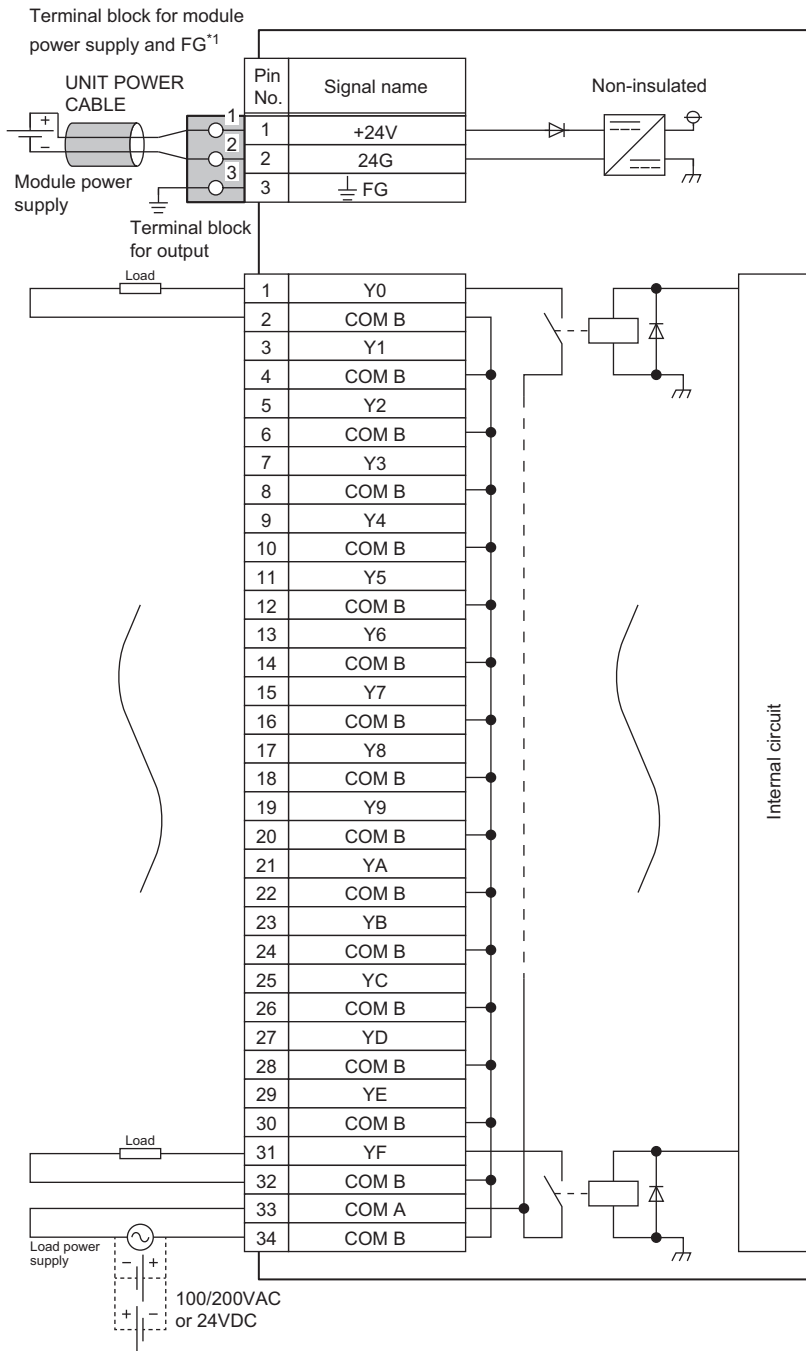 Terminal block for module
power supply and FG*1
UNIT POWER
CABLE
Module power
supply
Terminal block
for output
+
−
1
2
3
Pin
No.
Signal name
1 +24V
2 24G
3 FG
Non-insulated
Load
1 Y0
2 COM B
3 Y1
4 COM B
5 Y2
6 COM B
7 Y3
8 COM B
9 Y4
10 COM B
11 Y5
12 COM B
13 Y6
14 COM B
15 Y7
16 COM B
17 Y8
18 COM B
19 Y9
20 COM B
21 YA
22 COM B
23 YB
24 COM B
25 YC
26 COM B
27 YD
28 COM B
29 YE
30 COM B
Load
31 YF
32 COM B
33 COM A
34 COM B
Internal circuit
Load power
supply
− +
+ −
100/200VAC
or 24VDC